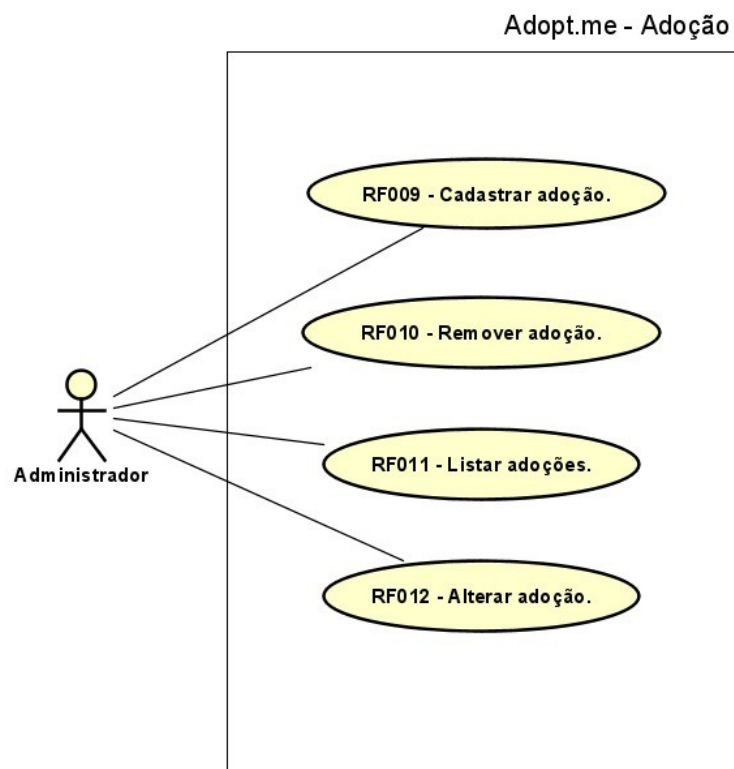 Adopt.me - Adoção
RF009 - Cadastrar adoção.
RF010 - Remover adoção.
RF011 - Listar adoções.
Administrador
RF012 - Alterar adoção.